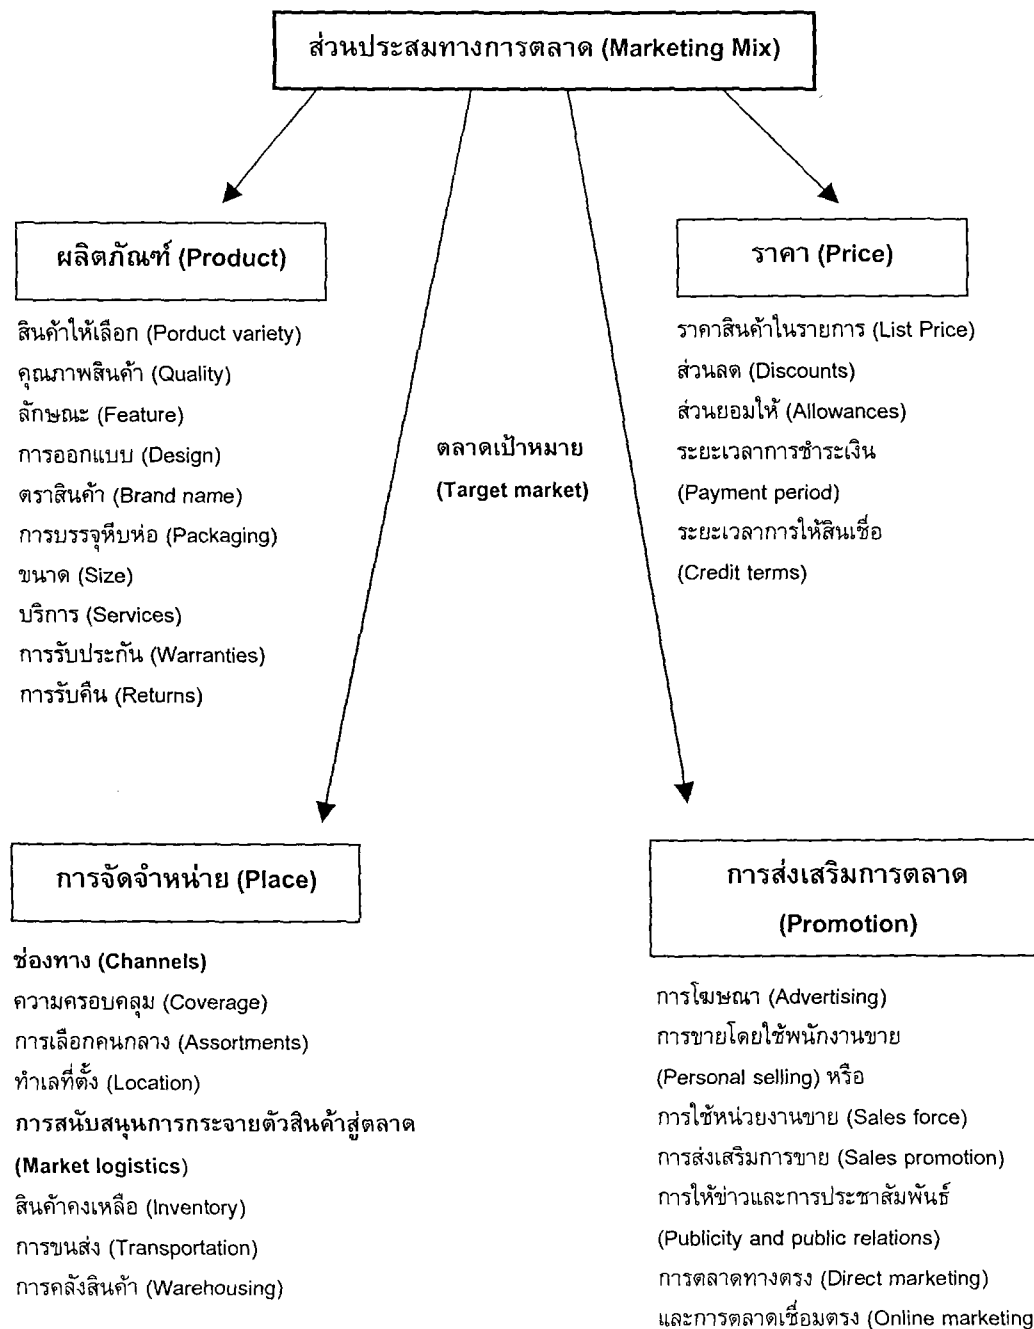 ส่วนประสมทางการตลาด (Marketing Mix)
ผลิตภัณฑ์ (Product)
สินค้าให้เลือก (Porduct variety)
คุณภาพสินค้า (Quality)
ลักษณะ (Feature)
การออกแบบ (Design)
ตราสินค้า (Brand name)
การบรรจุหีบห่อ (Packaging)
ขนาด (Size)
บริการ (Services)
การรับประกัน (Warranties)
การรับคืน (Returns)
ตลาดเป้าหมาย
(Target market)
ราคา (Price)
ราคาสินค้าในรายการ (List Price)
ส่วนลด (Discounts)
ส่วนยอมให้ (Allowances)
ระยะเวลาการชำระเงิน
(Payment period)
ระยะเวลาการให้สินเชื่อ
(Credit terms)
การจัดจำหน่าย (Place)
ช่องทาง (Channels)
ความครอบคลุม (Coverage)
การเลือกคนกลาง (Assortments)
ทำเลที่ตั้ง (Location)
การสนับสนุนการกระจายตัวสินค้าสู่ตลาด
(Market logistics)
สินค้าคงเหลือ (Inventory)
การขนส่ง (Transportation)
การคลังสินค้า (Warehousing)
การส่งเสริมการตลาด
(Promotion)
การโฆษณา (Advertising)
การขายโดยใช้พนักงานขาย
(Personal selling) หรือ
การใช้หน่วยงานขาย (Sales force)
การส่งเสริมการขาย (Sales promotion)
การให้ข่าวและการประชาสัมพันธ์
(Publicity and public relations)
การตลาดทางตรง (Direct marketing)
และการตลาดเชื่อมตรง (Online marketing